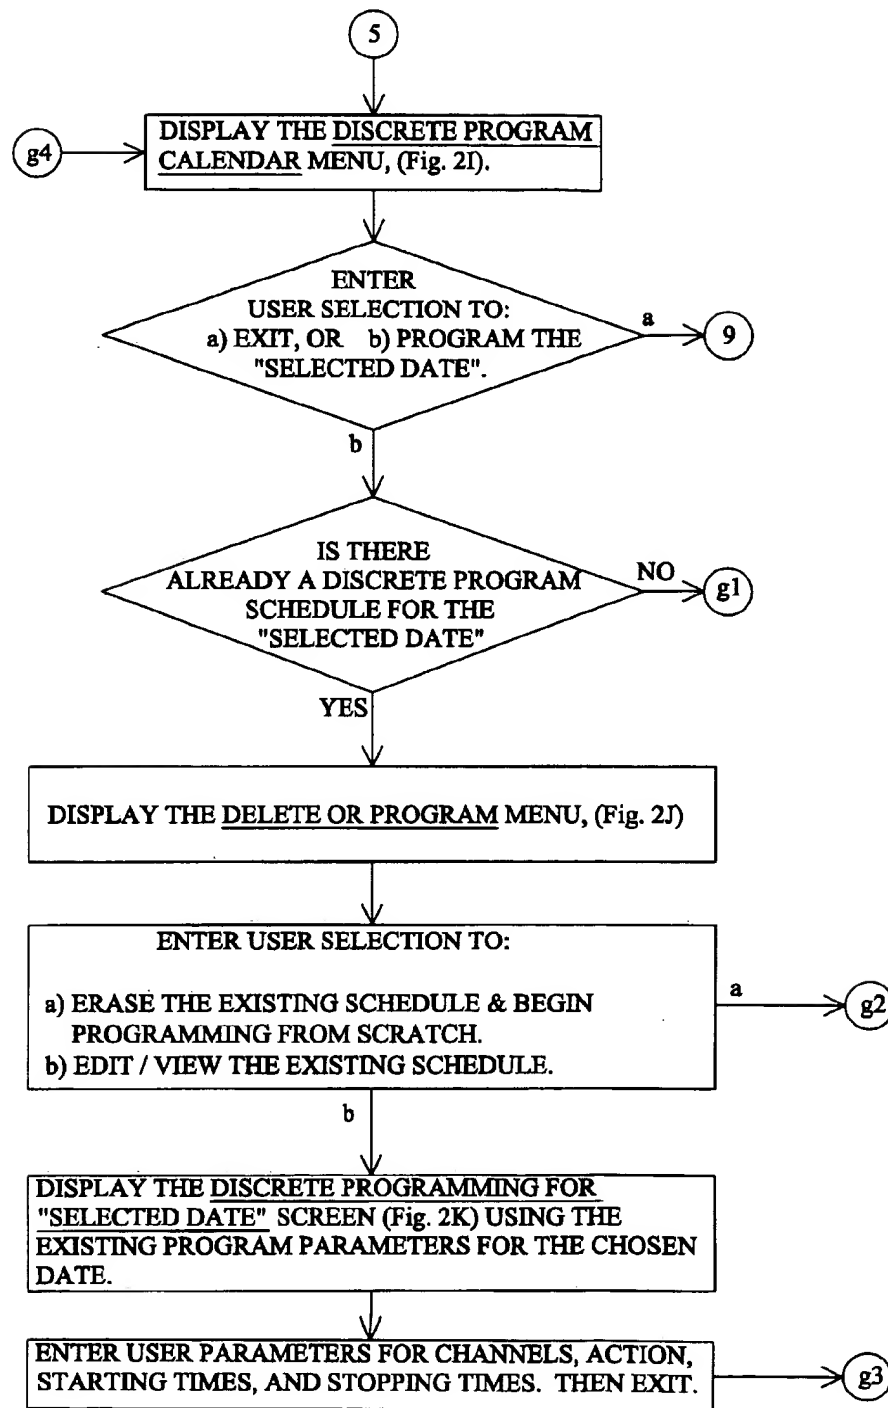 5
DISPLAY THE DISCRETE PROGRAM
g4
CALENDAR MENU, (Fig. 2I).
ENTER
USER SELECTION TO:
a
a) EXIT, OR b) PROGRAM THE
9
"SELECTED DATE".
b
IS THERE
ALREADY A DISCRETE PROGRAM
NO
g1
SCHEDULE FOR THE
"SELECTED DATE"
YES
DISPLAY THE DELETE OR PROGRAM MENU, (Fig. 2J)
ENTER USER SELECTION TO:
a
a) ERASE THE EXISTING SCHEDULE & BEGIN
g2
PROGRAMMING FROM SCRATCH.
b) EDIT / VIEW THE EXISTING SCHEDULE.
b
DISPLAY THE DISCRETE PROGRAMMING FOR
"SELECTED DATE" SCREEN (Fig. 2K) USING THE
EXISTING PROGRAM PARAMETERS FOR THE CHOSEN
DATE.
ENTER USER PARAMETERS FOR CHANNELS, ACTION,
STARTING TIMES, AND STOPPING TIMES. THEN EXIT.
g3